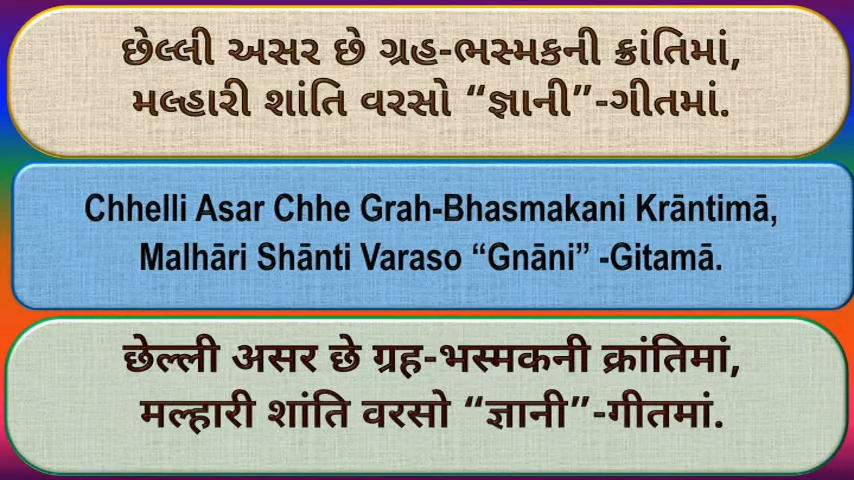 છેલ્લી અસર છે ગ્રહ-ભસ્મકની ક્રાંતિમાં,
મલ્હારી શાંતિ વરસો “જ્ઞાની”-ગીતમાં.
Chhelli Asar Chhe Grah-Bhasmakani Krāntimā,
Malhāri Shānti Varaso “Gnāni” -Gitamā.
छेल्ली असर छे ग्रह-भस्मकनी क्रांतिमां,
मल्हारी शांति वरसो “ज्ञानी”-गीतमां.